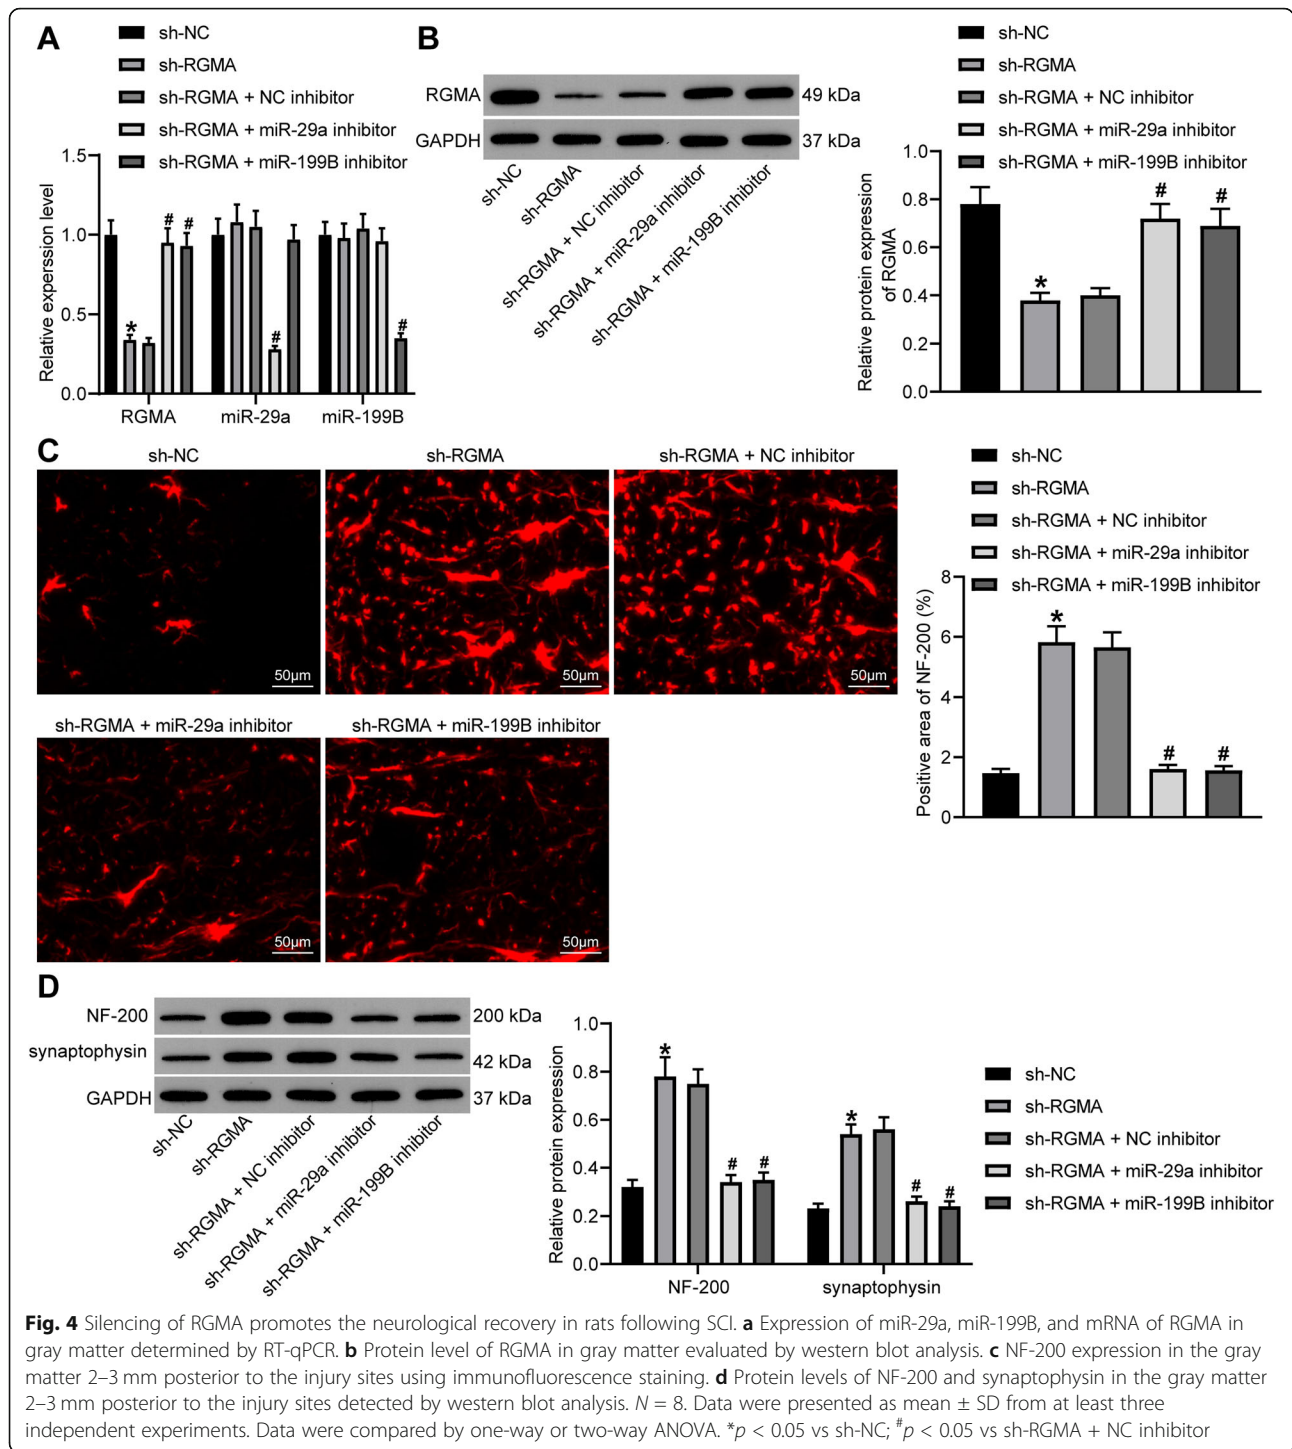 A
sh-NC
sh-RGMA
sh-RGMA + NC inhibitor
sh-RGMA + miR-29a inhibitor
sh-RGMA + miR-199B inhibitor
Relative experssion level
1.5
1.0
0.5
0.0
RGMA
miR-29a
miR-199B
*
#
#
#
#
B
RGMA
49 kDa
GAPDH
37 kDa
sh-NC
sh-RGMA
sh-RGMA + NC inhibitor
sh-RGMA + miR-29a inhibitor
sh-RGMA + miR-199B inhibitor
sh-NC
sh-RGMA
sh-RGMA + NC inhibitor
sh-RGMA + miR-29a inhibitor
sh-RGMA + miR-199B inhibitor
Relative protein expression
of RGMA
1.0
0.8
0.6
0.4
0.2
0.0
*
#
#
C
sh-NC
sh-RGMA
sh-RGMA + NC inhibitor
50μm
50μm
50μm
sh-RGMA + miR-29a inhibitor
sh-RGMA + miR-199B inhibitor
50μm
50μm
sh-NC
sh-RGMA
sh-RGMA + NC inhibitor
sh-RGMA + miR-29a inhibitor
sh-RGMA + miR-199B inhibitor
Positive area of NF-200 (%)
8
6
4
2
0
*
#
#
D
NF-200
200 kDa
synaptophysin
42 kDa
GAPDH
37 kDa
sh-NC
sh-RGMA
sh-RGMA + NC inhibitor
sh-RGMA + miR-29a inhibitor
sh-RGMA + miR-199B inhibitor
Relative protein expression
1.0
0.8
0.6
0.4
0.2
0.0
*
#
#
*
#
#
NF-200
synaptophysin
sh-NC
sh-RGMA
sh-RGMA + NC inhibitor
sh-RGMA + miR-29a inhibitor
sh-RGMA + miR-199B inhibitor
Fig. 4 Silencing of RGMA promotes the neurological recovery in rats following SCI. a Expression of miR-29a, miR-199B, and mRNA of RGMA in
gray matter determined by RT-qPCR. b Protein level of RGMA in gray matter evaluated by western blot analysis. c NF-200 expression in the gray
matter 2–3 mm posterior to the injury sites using immunofluorescence staining. d Protein levels of NF-200 and synaptophysin in the gray matter
2–3 mm posterior to the injury sites detected by western blot analysis. N = 8. Data were presented as mean ± SD from at least three
independent experiments. Data were compared by one-way or two-way ANOVA. *p < 0.05 vs sh-NC; #p < 0.05 vs sh-RGMA + NC inhibitor